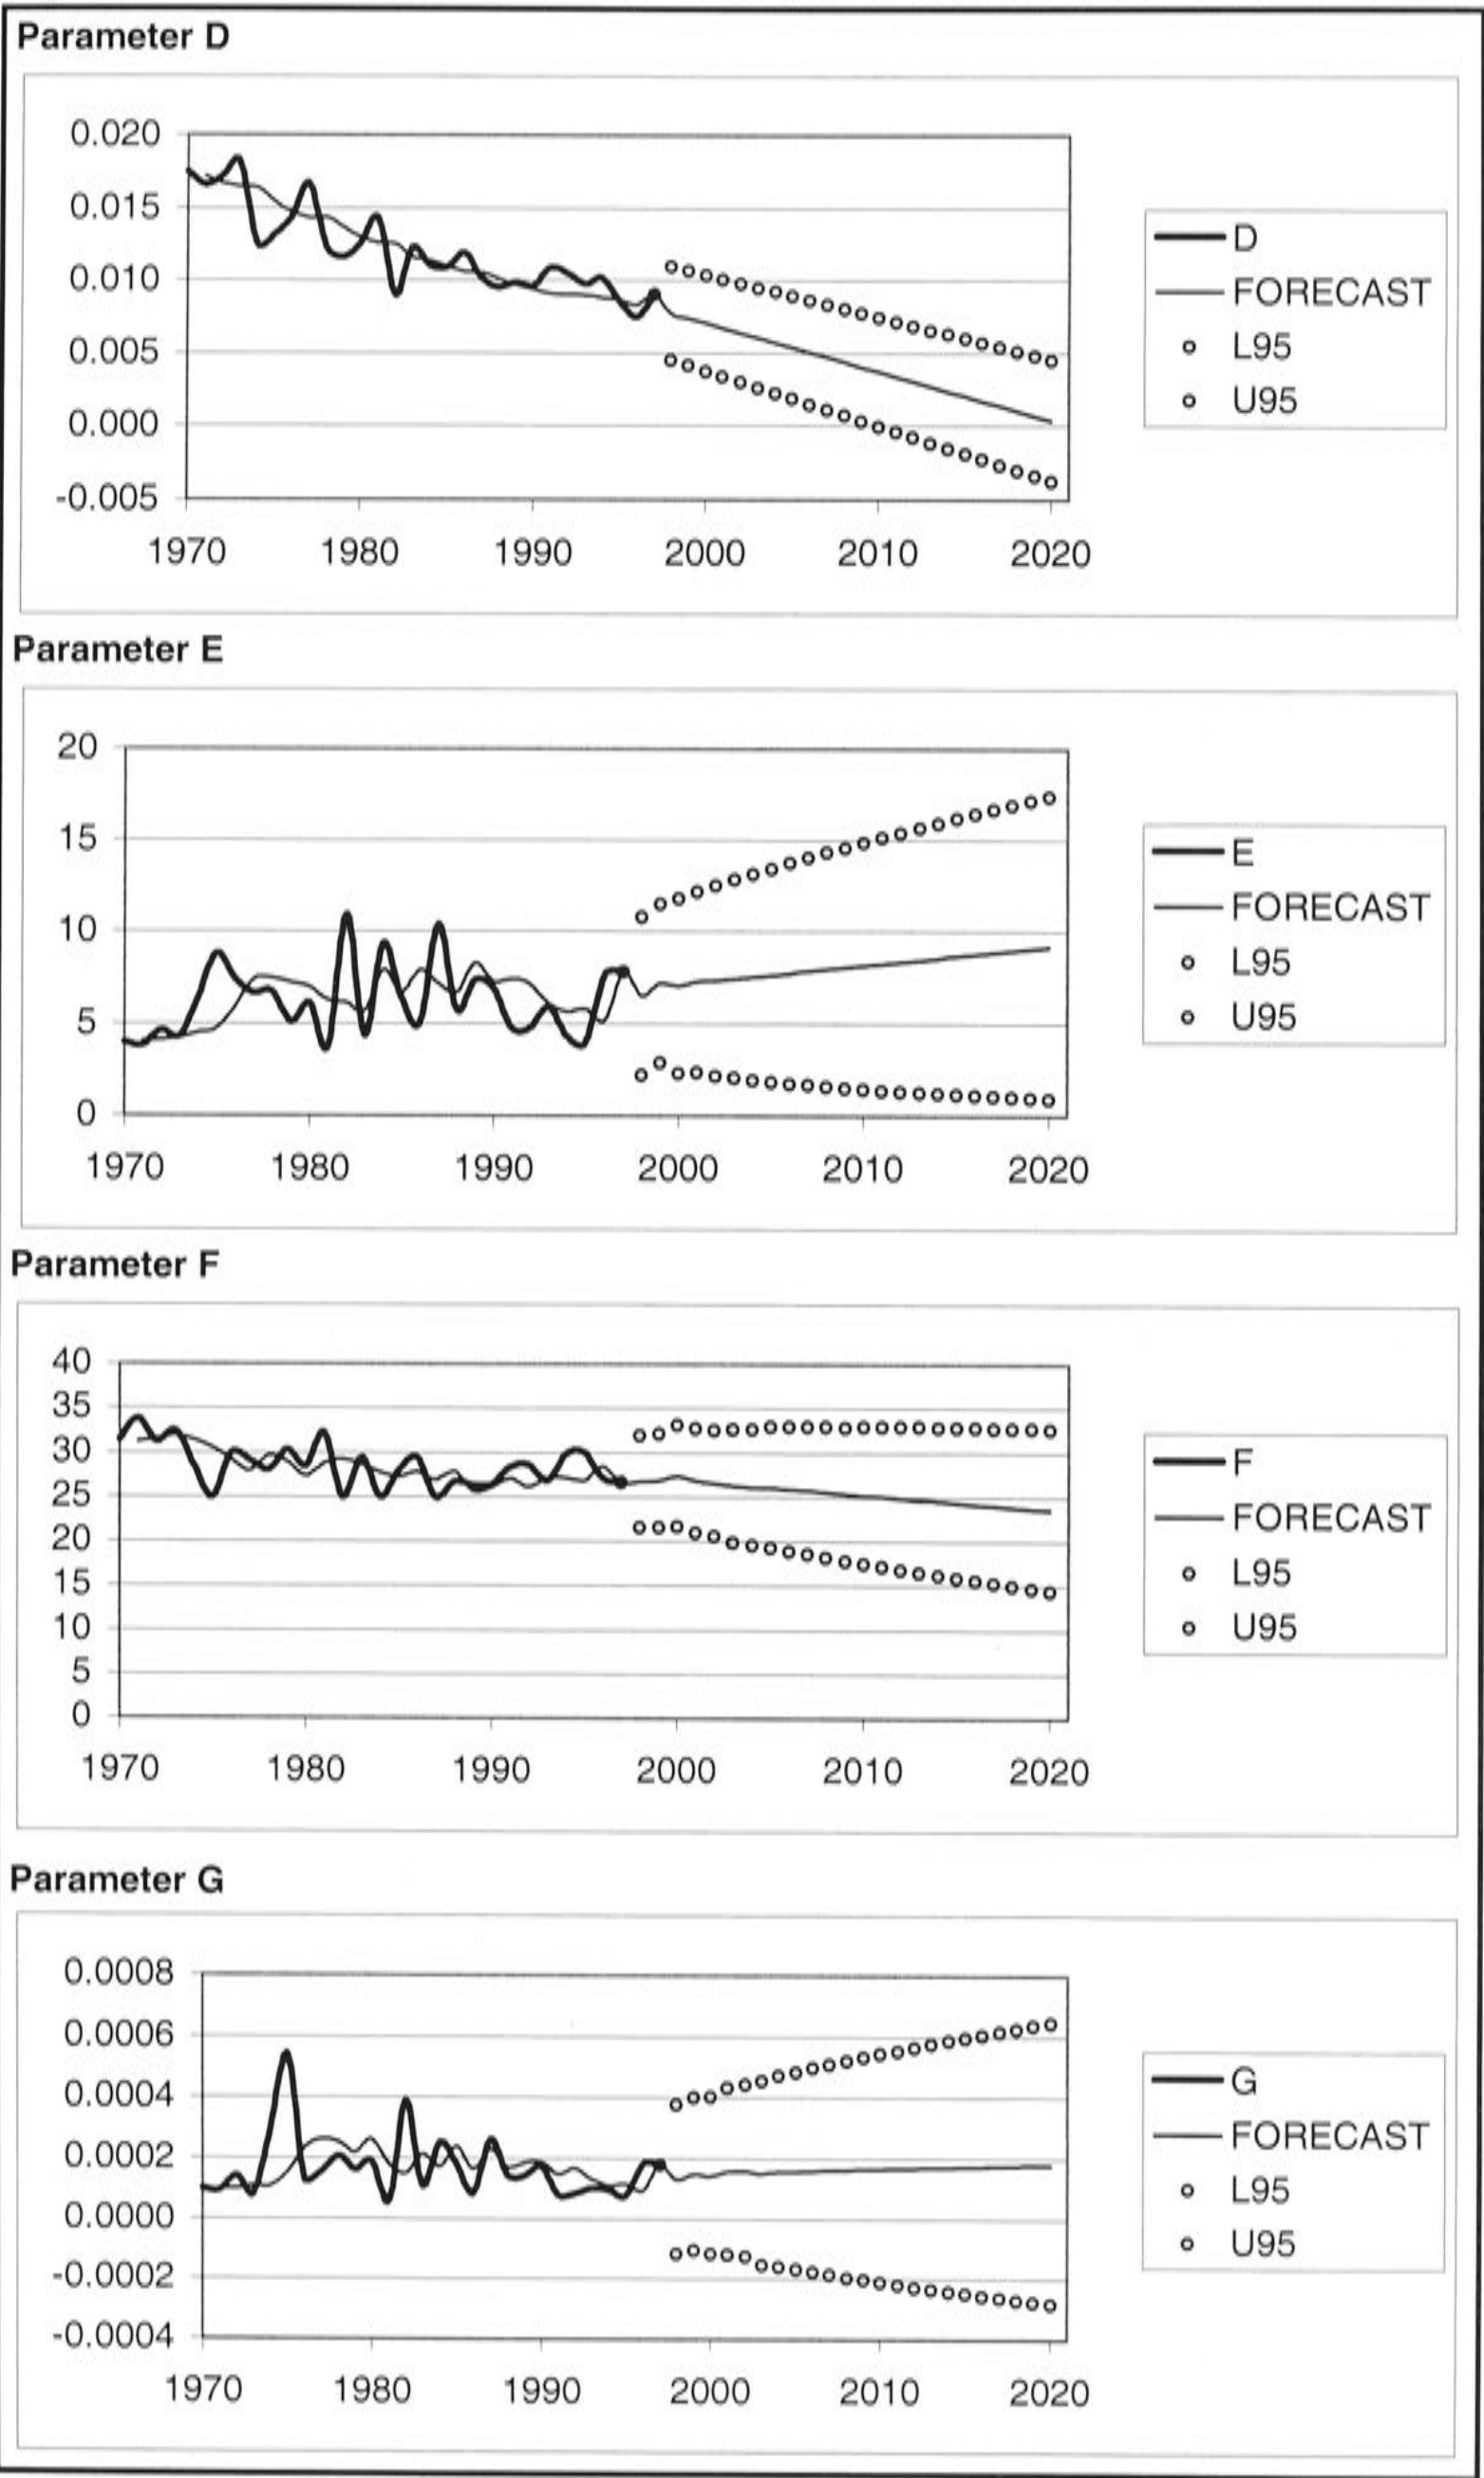 Parameter D
0.020
0.015
0.010
0.005
0.000
-0.005
1970 1980 1990 2000 2010 2020
D
FORECAST
L95
U95
Parameter E
20
15
10
5
0
1970 1980 1990 2000 2010 2020
E
FORECAST
L95
U95
Parameter F
40
35
30
25
20
15
10
5
0
1970 1980 1990 2000 2010 2020
F
FORECAST
L95
U95
Parameter G
0.0008
0.0006
0.0004
0.0002
0.0000
-0.0002
-0.0004
1970 1980 1990 2000 2010 2020
G
FORECAST
L95
U95